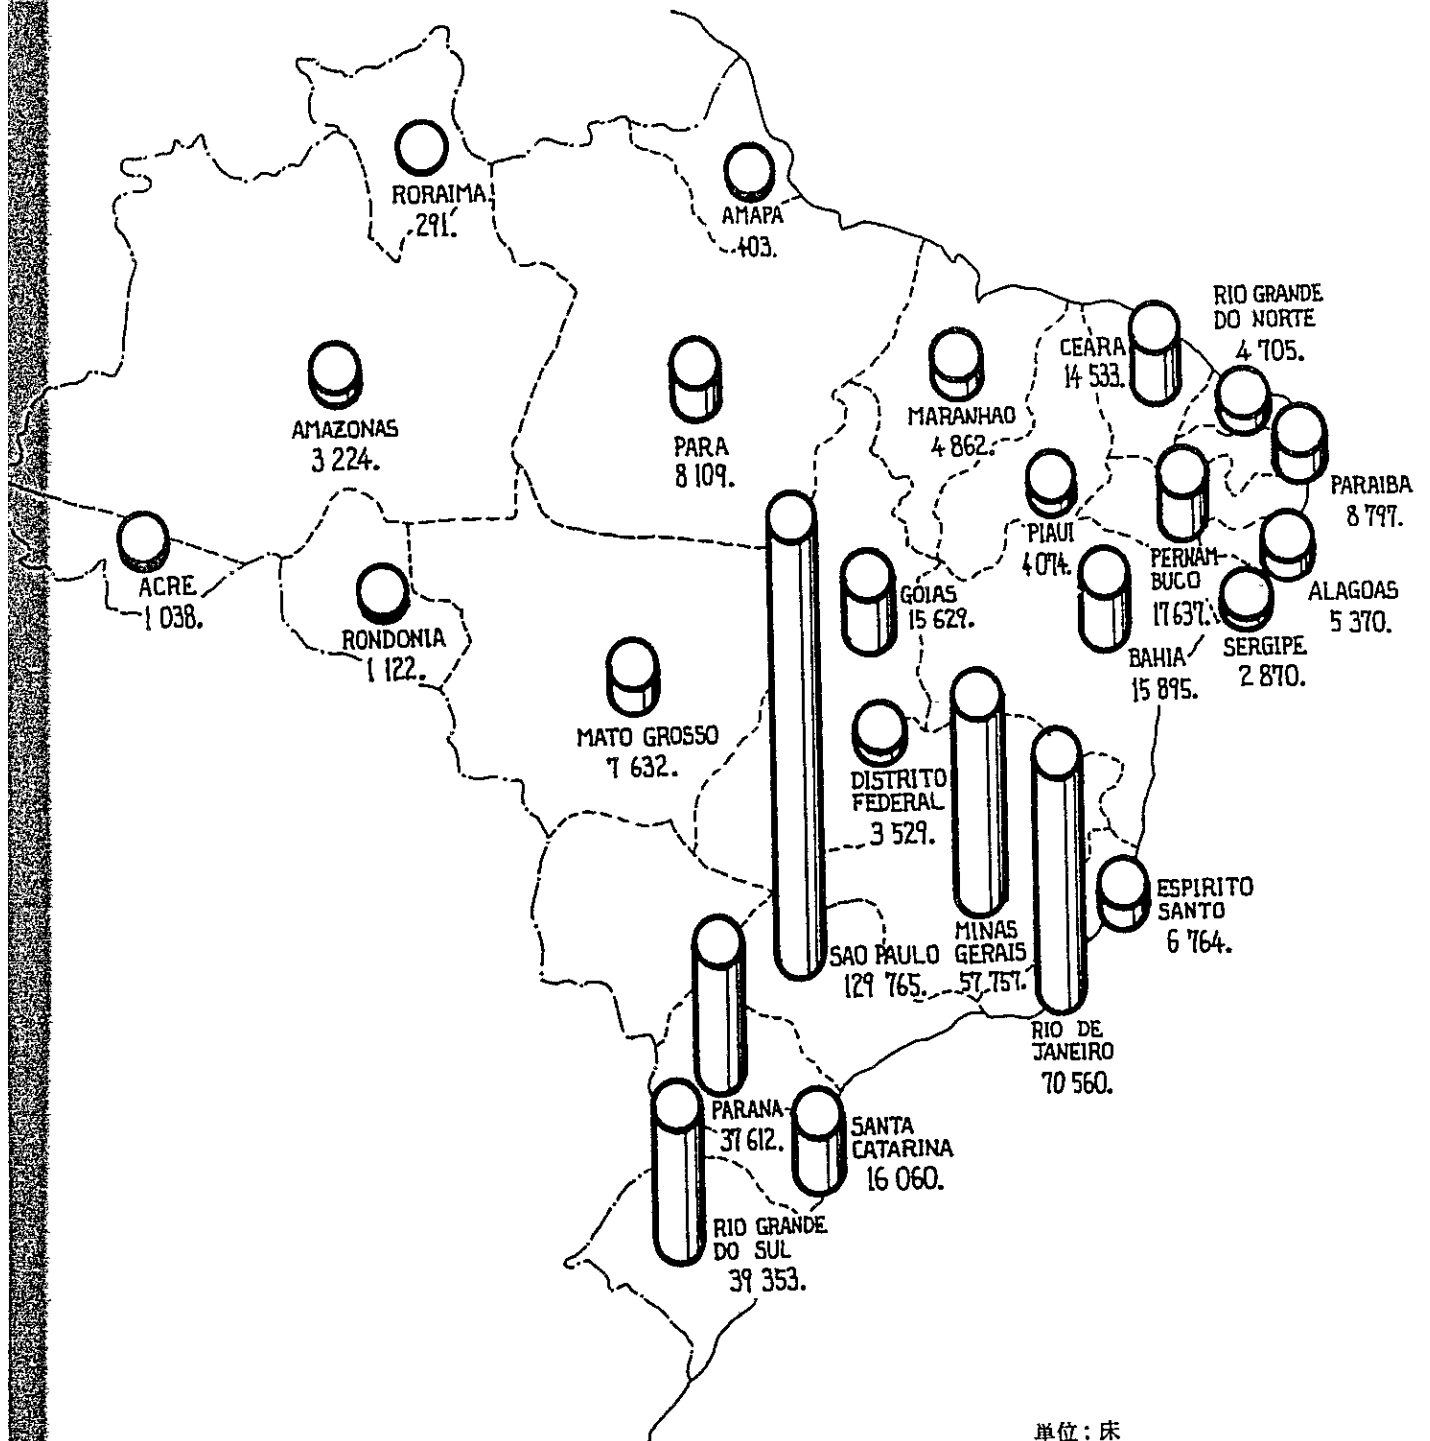 RORAIMA
291.
AMAPA
403.
RIO GRANDE
DO NORTE
4 705.
CEARA
14 533.
MARANHAO
4 862.
AMAZONAS
3 224.
PARA
8 109.
PARAIBA
8 797.
PIAUI
4 074.
PERNAM-
BUCO
17 637.
ALAGOAS
5 370.
ACRE
1 038.
GOIAS
15 629.
RONDONIA
1 122.
SERGIPE
2 870.
BAHIA
15 895.
MATO GROSSO
7 632.
DISTRITO
FEDERAL
3 529.
ESPIRITO
SANTO
6 764.
MINAS
GERAIS
57 757.
SAO PAULO
129 765.
RIO DE
JANEIRO
70 560.
PARANA
37 612.
SANTA
CATARINA
16 060.
RIO GRANDE
DO SUL
39 353.
単位：床